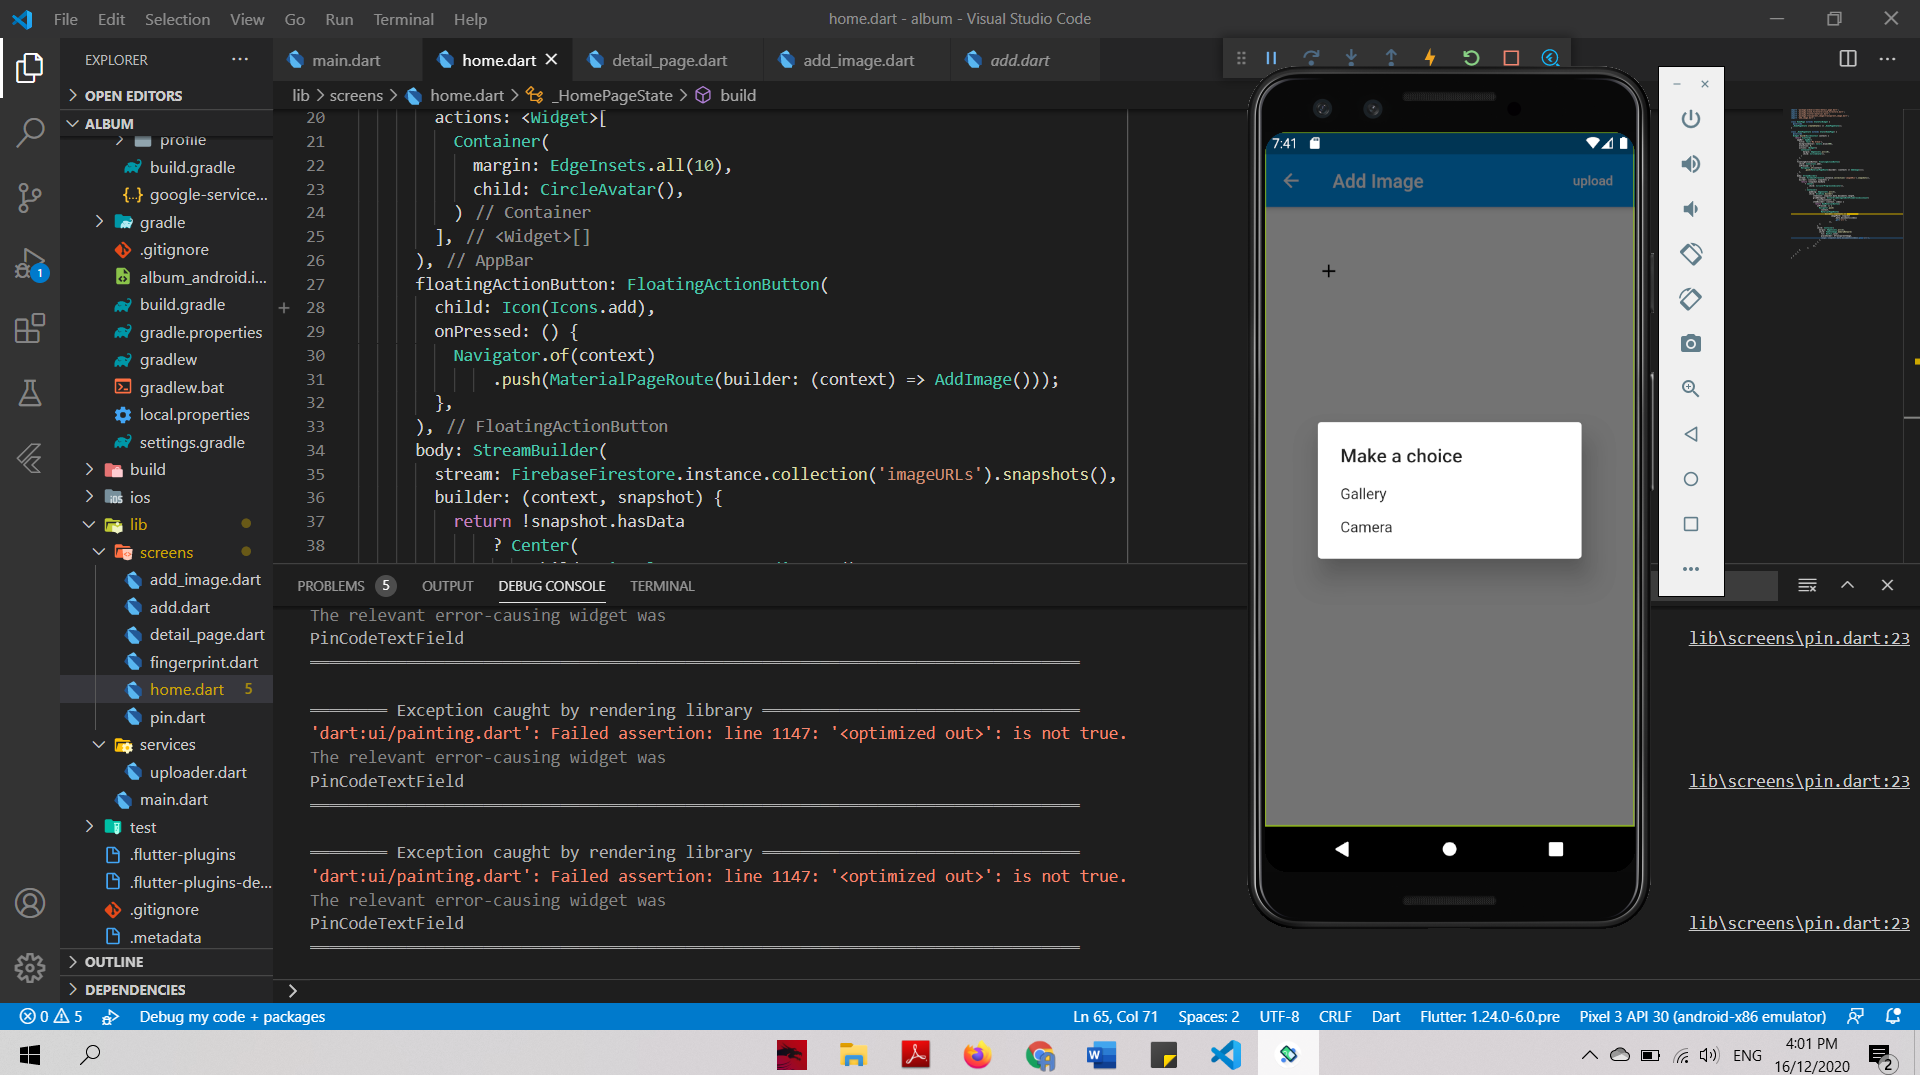 File Edit Selection View Go Run Terminal Help
home.dart - album - Visual Studio Code
EXPLORER
main.dart
home.dart
detail_page.dart
add_image.dart
add.dart
OPEN EDITORS
lib > screens > home.dart > _HomePageState > build
ALBUM
profile
build.gradle
google-service...
gradle
.gitignore
album_android.i...
build.gradle
gradle.properties
gradlew
gradlew.bat
local.properties
settings.gradle
build
ios
lib
screens
add_image.dart
add.dart
detail_page.dart
fingerprint.dart
home.dart 5
pin.dart
services
uploader.dart
main.dart
test
.flutter-plugins
.flutter-plugins-de...
.gitignore
.metadata
OUTLINE
DEPENDENCIES
1
20 actions: <Widget>[
21 Container(
22 margin: EdgeInsets.all(10),
23 child: CircleAvatar(),
24 ) // Container
25 ], // <Widget>[]
26 ), // AppBar
27 floatingActionButton: FloatingActionButton(
28 child: Icon(Icons.add),
29 onPressed: () {
30 Navigator.of(context)
31 .push(MaterialPageRoute(builder: (context) => AddImage()));
32 },
33 ), // FloatingActionButton
34 body: StreamBuilder(
35 stream: FirebaseFirestore.instance.collection('imageURLs').snapshots(),
36 builder: (context, snapshot) {
37 return !snapshot.hasData
38 ? Center(
PROBLEMS 5 OUTPUT DEBUG CONSOLE TERMINAL
The relevant error-causing widget was
PinCodeTextField lib\screens\pin.dart:23
════════ Exception caught by rendering library ════════
'dart:ui/painting.dart': Failed assertion: line 1147: '<optimized out>': is not true.
The relevant error-causing widget was
PinCodeTextField lib\screens\pin.dart:23
════════ Exception caught by rendering library ════════
'dart:ui/painting.dart': Failed assertion: line 1147: '<optimized out>': is not true.
The relevant error-causing widget was
PinCodeTextField lib\screens\pin.dart:23
7:41
Add Image
upload
Make a choice
Gallery
Camera
0 5 Debug my code + packages
Ln 65, Col 71 Spaces: 2 UTF-8 CRLF Dart Flutter: 1.24.0-6.0.pre Pixel 3 API 30 (android-x86 emulator)
ENG
4:01 PM
16/12/2020
2